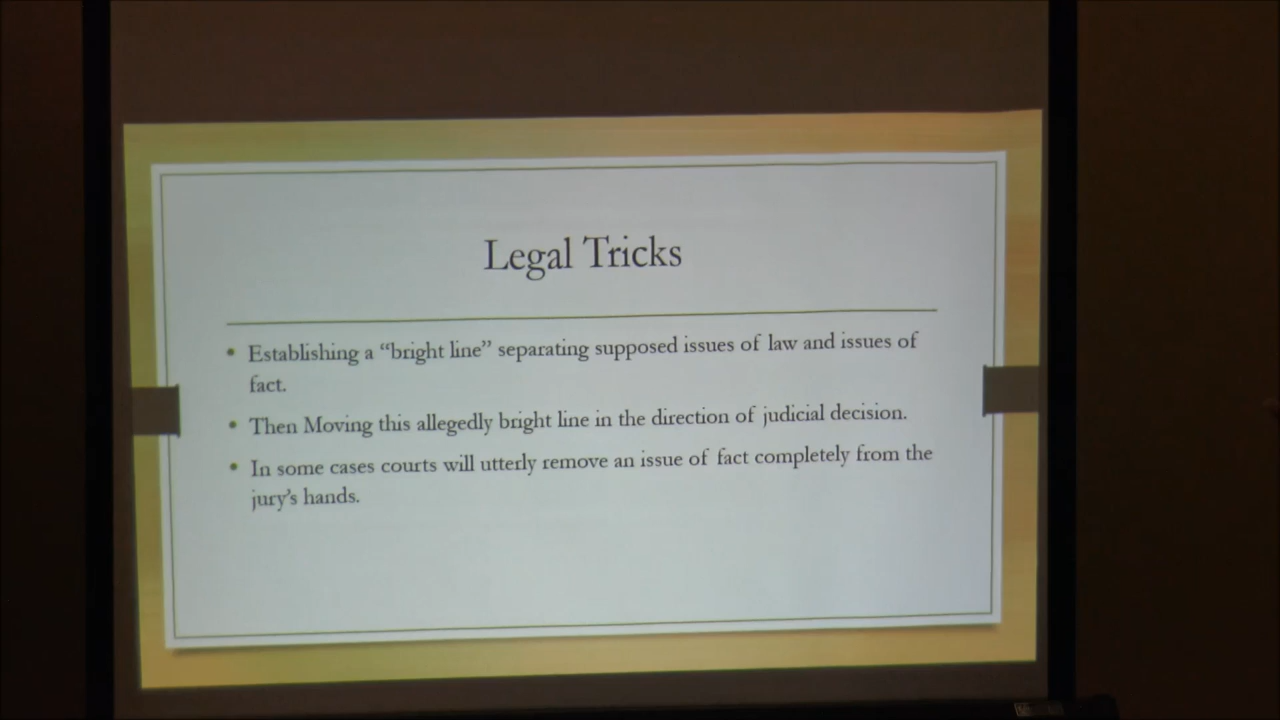 Legal Tricks
• Establishing a “bright line” separating supposed issues of law and issues of
fact.
• Then Moving this allegedly bright line in the direction of judicial decision.
• In some cases courts will utterly remove an issue of fact completely from the
jury’s hands.